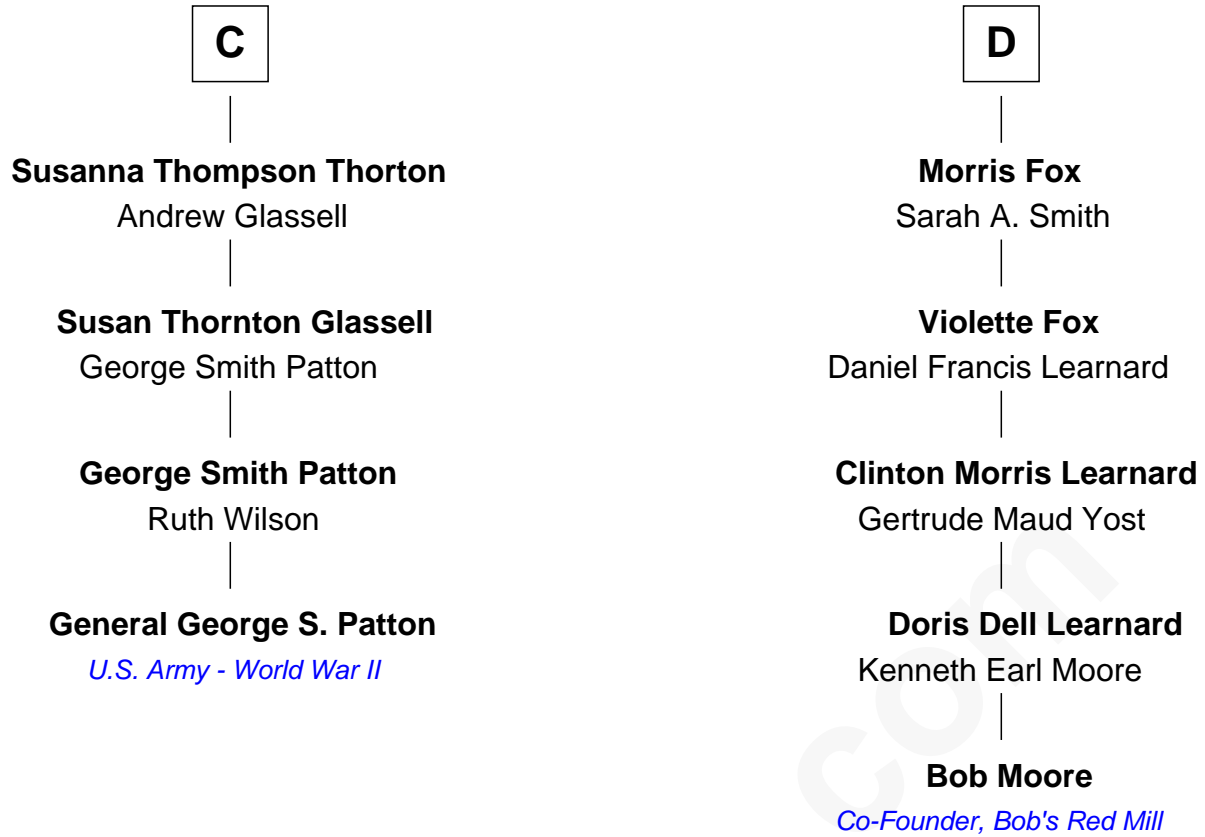 C
Susanna Thompson Thorton
Andrew Glassell
Susan Thornton Glassell
George Smith Patton
George Smith Patton
Ruth Wilson
General George S. Patton
U.S. Army - World War II
D
Morris Fox
Sarah A. Smith
Violette Fox
Daniel Francis Learnard
Clinton Morris Learnard
Gertrude Maud Yost
Doris Dell Learnard
Kenneth Earl Moore
Bob Moore
Co-Founder, Bob's Red Mill
com